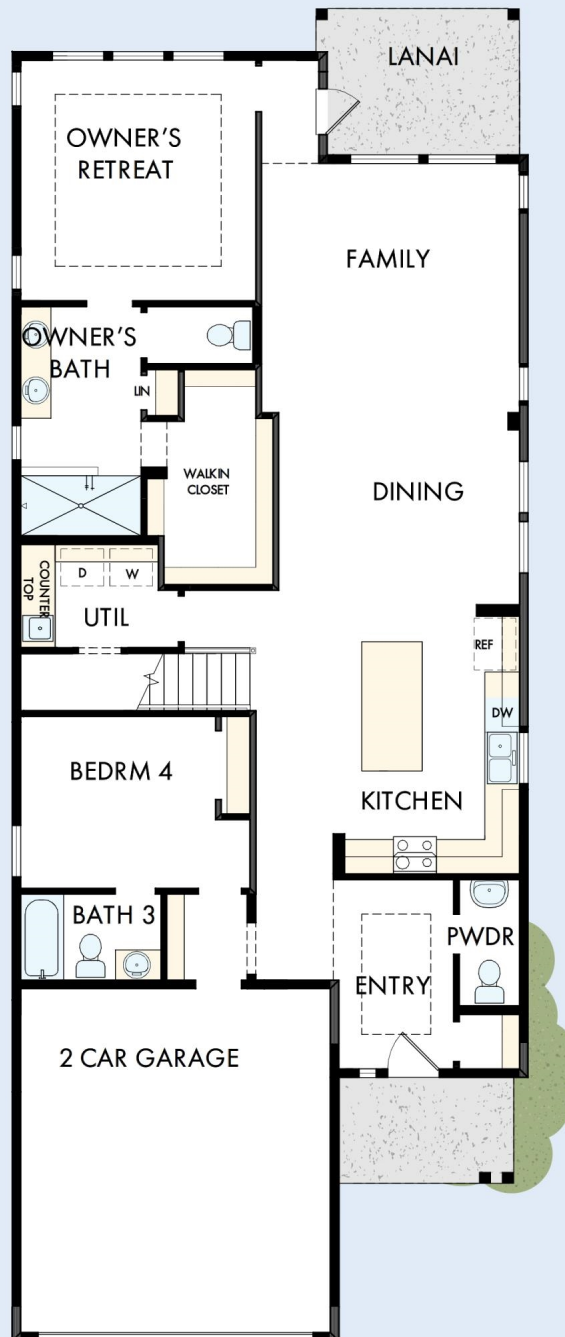 LANAI
OWNER'S
RETREAT
FAMILY
OWNER'S
BATH
LIN
WALKIN
CLOSET
DINING
COUNTER
TOP
D
W
UTIL
REF
DW
BEDRM 4
KITCHEN
BATH 3
PWDR
ENTRY
2 CAR GARAGE